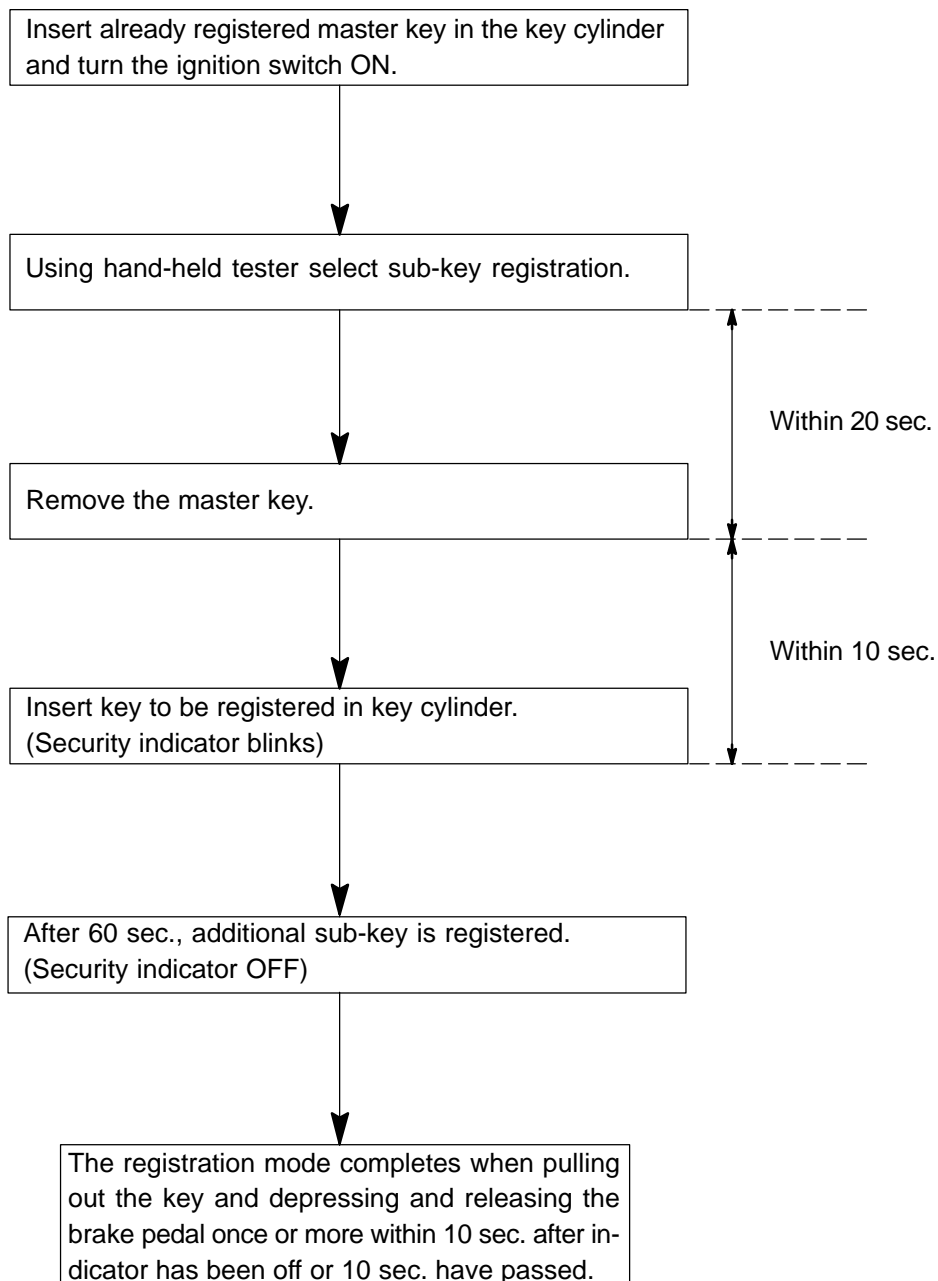 Insert already registered master key in the key cylinder
and turn the ignition switch ON.
Using hand-held tester select sub-key registration.
Within 20 sec.
Remove the master key.
Within 10 sec.
Insert key to be registered in key cylinder.
(Security indicator blinks)
After 60 sec., additional sub-key is registered.
(Security indicator OFF)
The registration mode completes when pulling
out the key and depressing and releasing the
brake pedal once or more within 10 sec. after in-
dicator has been off or 10 sec. have passed.